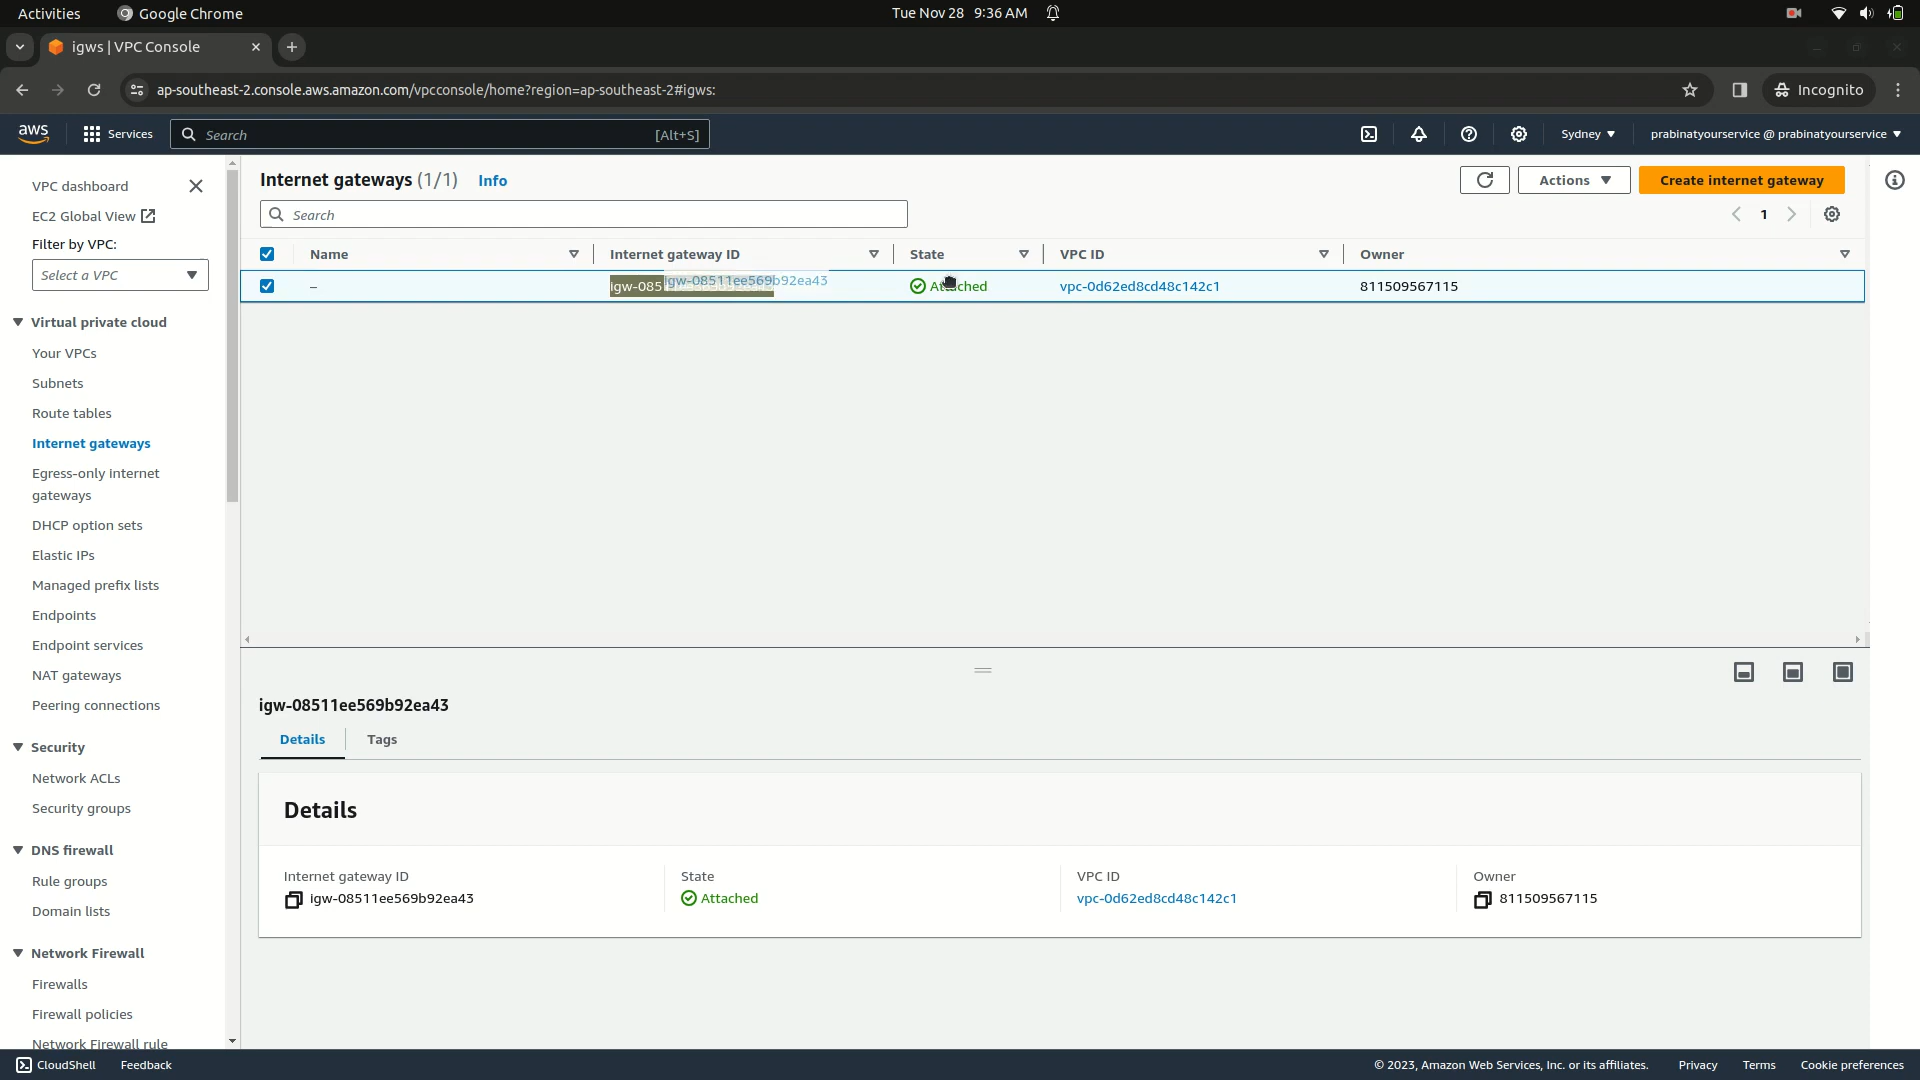 Activities Google Chrome Tue Nov 28 9:36 AM
igws | VPC Console
ap-southeast-2.console.aws.amazon.com/vpcconsole/home?region=ap-southeast-2#igws: Incognito
aws Services Search [Alt+S] Sydney prabinatyourservice @ prabinatyourservice
VPC dashboard
EC2 Global View
Filter by VPC:
Select a VPC
Virtual private cloud
Your VPCs
Subnets
Route tables
Internet gateways
Egress-only internet
gateways
DHCP option sets
Elastic IPs
Managed prefix lists
Endpoints
Endpoint services
NAT gateways
Peering connections
Security
Network ACLs
Security groups
DNS firewall
Rule groups
Domain lists
Network Firewall
Firewalls
Firewall policies
Network Firewall rule
Internet gateways (1/1) Info Actions Create internet gateway
Search 1
Name Internet gateway ID State VPC ID Owner
– igw-085 igw-08511ee569b92ea43 Attached vpc-0d62ed8cd48c142c1 811509567115
igw-08511ee569b92ea43
Details Tags
Details
Internet gateway ID State VPC ID Owner
igw-08511ee569b92ea43 Attached vpc-0d62ed8cd48c142c1 811509567115
CloudShell Feedback © 2023, Amazon Web Services, Inc. or its affiliates. Privacy Terms Cookie preferences